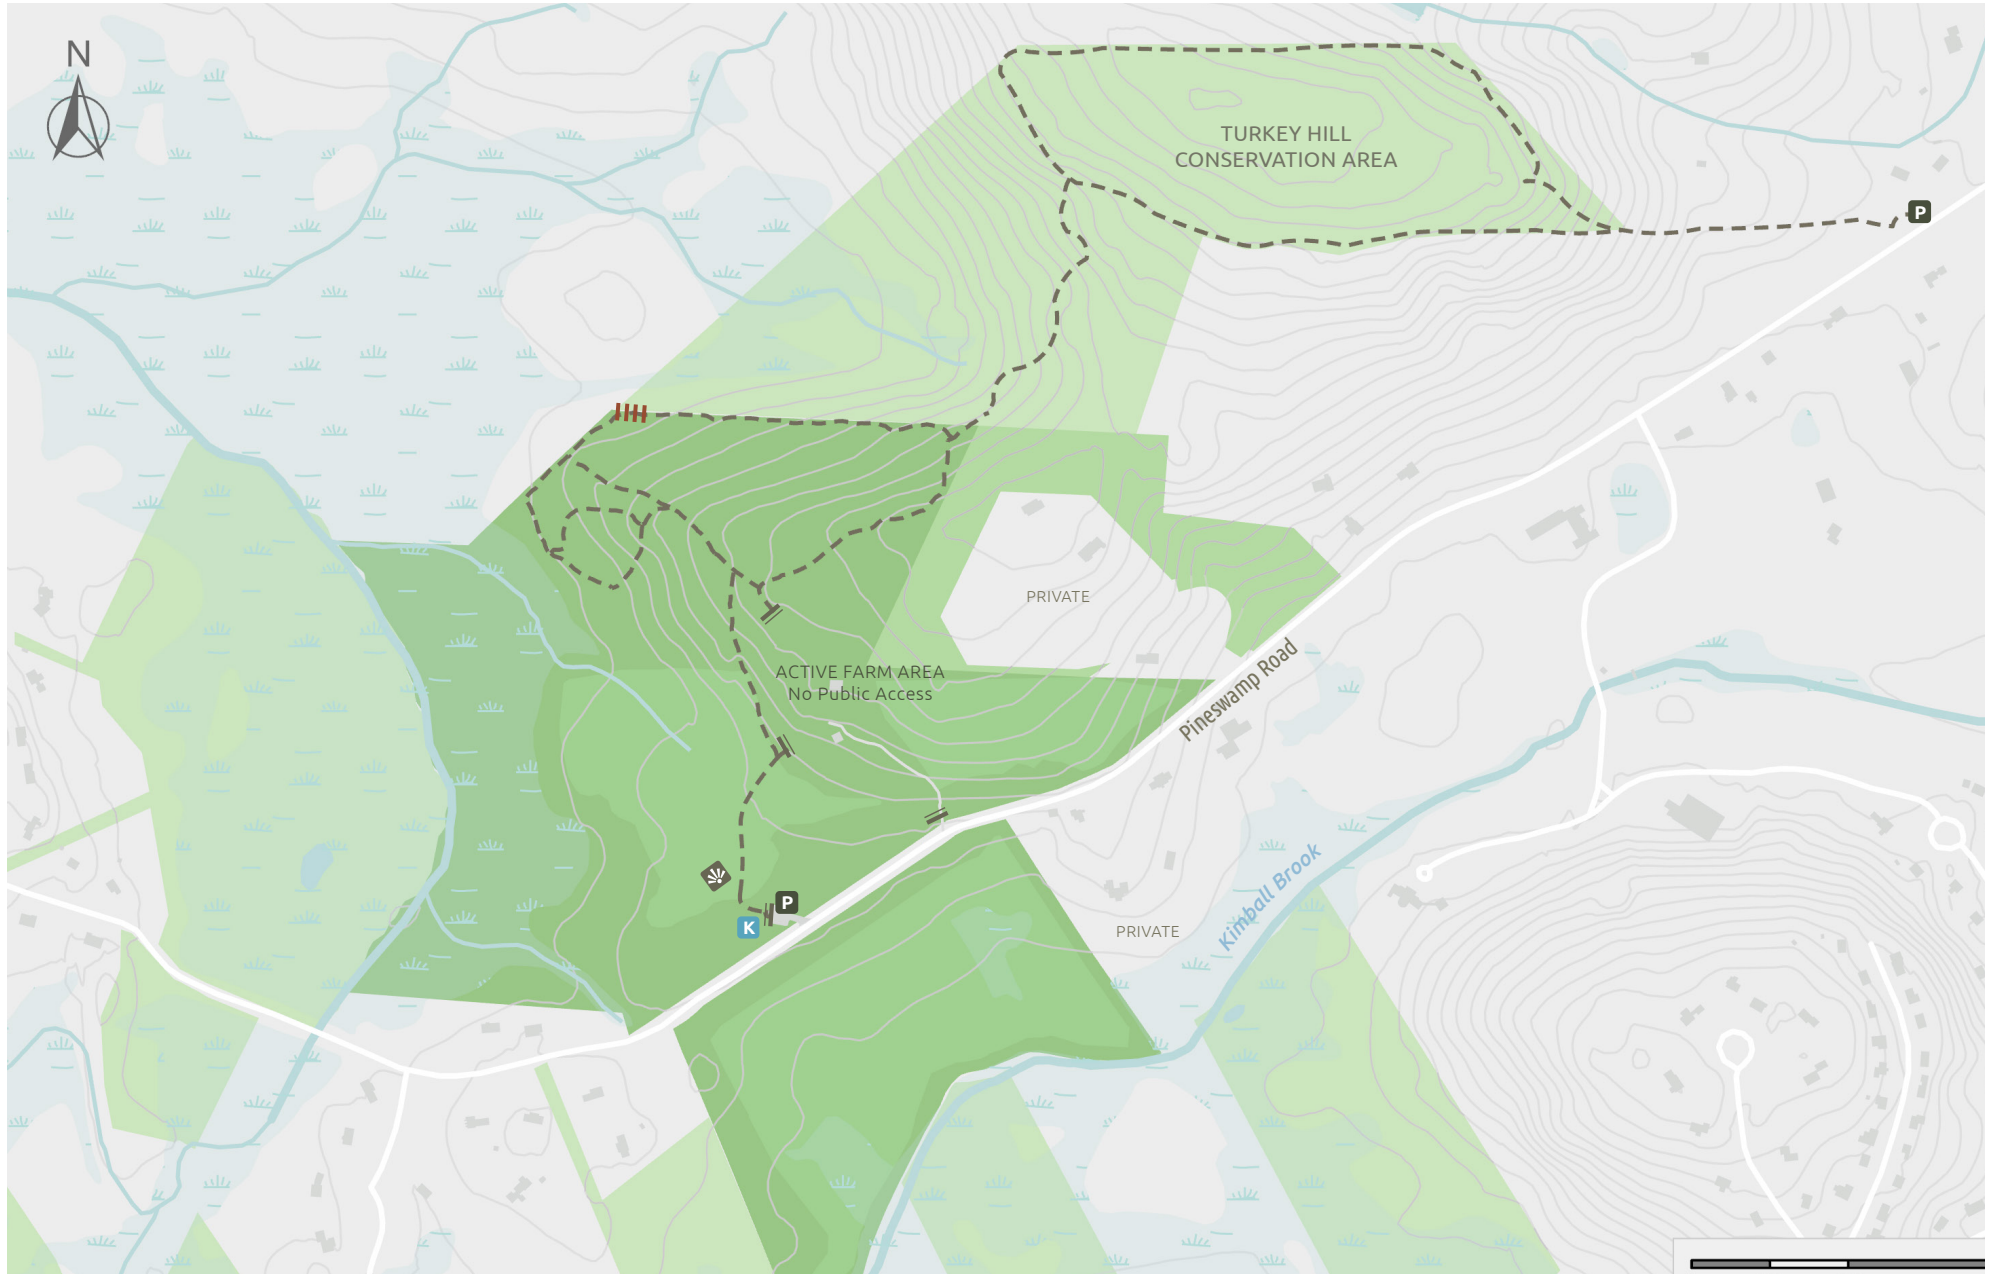 N
TURKEY HILL
CONSERVATION AREA
P
PRIVATE
ACTIVE FARM AREA
No Public Access
Pineswamp Road
P
K
PRIVATE
Kimball Brook